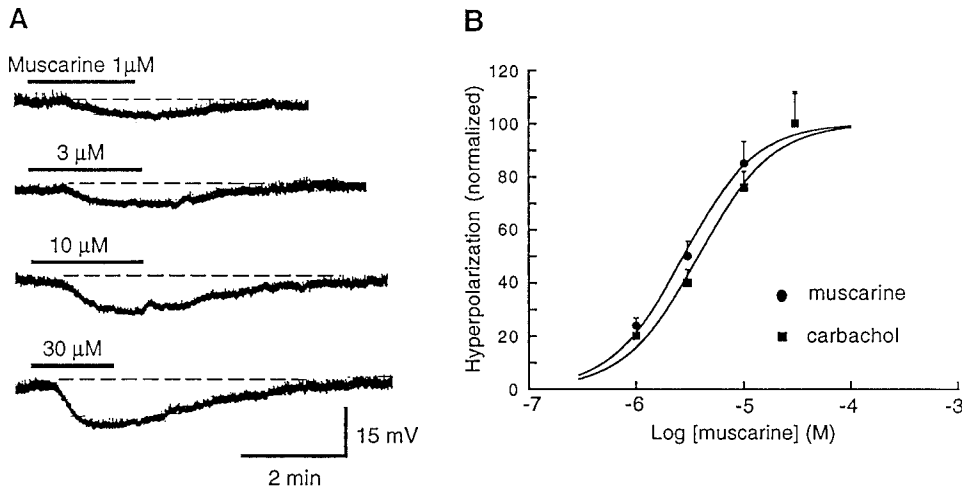 A
Muscarine 1µM
3 µM
10 µM
30 µM
15 mV
2 min
B
Hyperpolarization (normalized)
120
100
80
60
40
20
0
muscarine
carbachol
-7
-6
-5
-4
-3
Log [muscarine] (M)